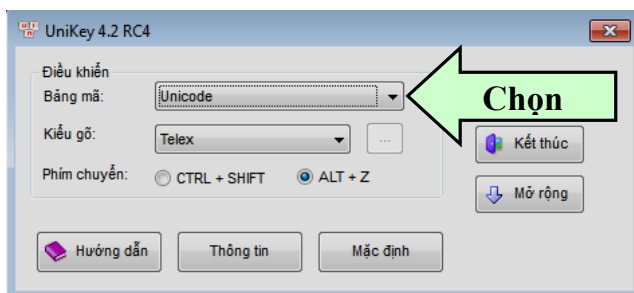 UniKey 4.2 RC4
Điều khiển
Bảng mã: Unicode
Chọn
Kiểu gõ: Telex ...
Kết thúc
Phím chuyển: CTRL + SHIFT ALT + Z
Mở rộng
Hướng dẫn Thông tin Mặc định